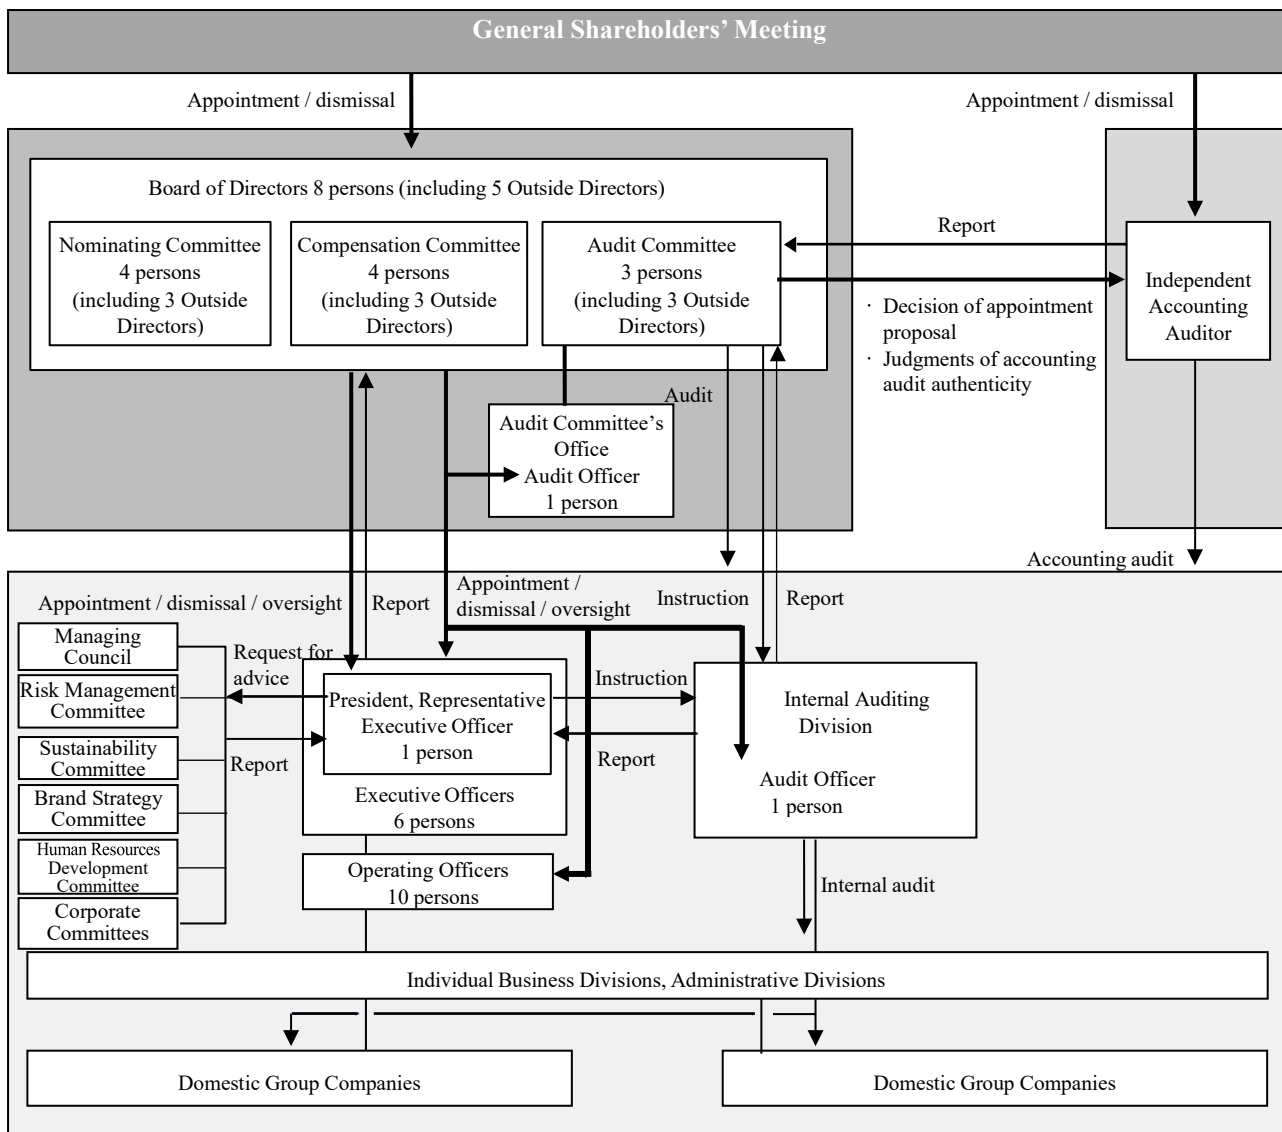 General Shareholders’ Meeting
Appointment / dismissal
Appointment / dismissal
Board of Directors 8 persons (including 5 Outside Directors)
Nominating Committee
4 persons
(including 3 Outside
Directors)
Compensation Committee
4 persons
(including 3 Outside
Directors)
Audit Committee
3 persons
(including 3 Outside
Directors)
Report
· Decision of appointment
proposal
· Judgments of accounting
audit authenticity
Independent
Accounting
Auditor
Audit
Audit Committee’s
Office
Audit Officer
1 person
Accounting audit
Appointment / dismissal / oversight
Report
Appointment /
dismissal / oversight
Instruction
Report
Managing
Council
Risk Management
Committee
Sustainability
Committee
Brand Strategy
Committee
Human Resources
Development
Committee
Corporate
Committees
Request for
advice
Report
President, Representative
Executive Officer
1 person
Executive Officers
6 persons
Operating Officers
10 persons
Instruction
Report
Internal Auditing
Division
Audit Officer
1 person
Internal audit
Individual Business Divisions, Administrative Divisions
Domestic Group Companies
Domestic Group Companies